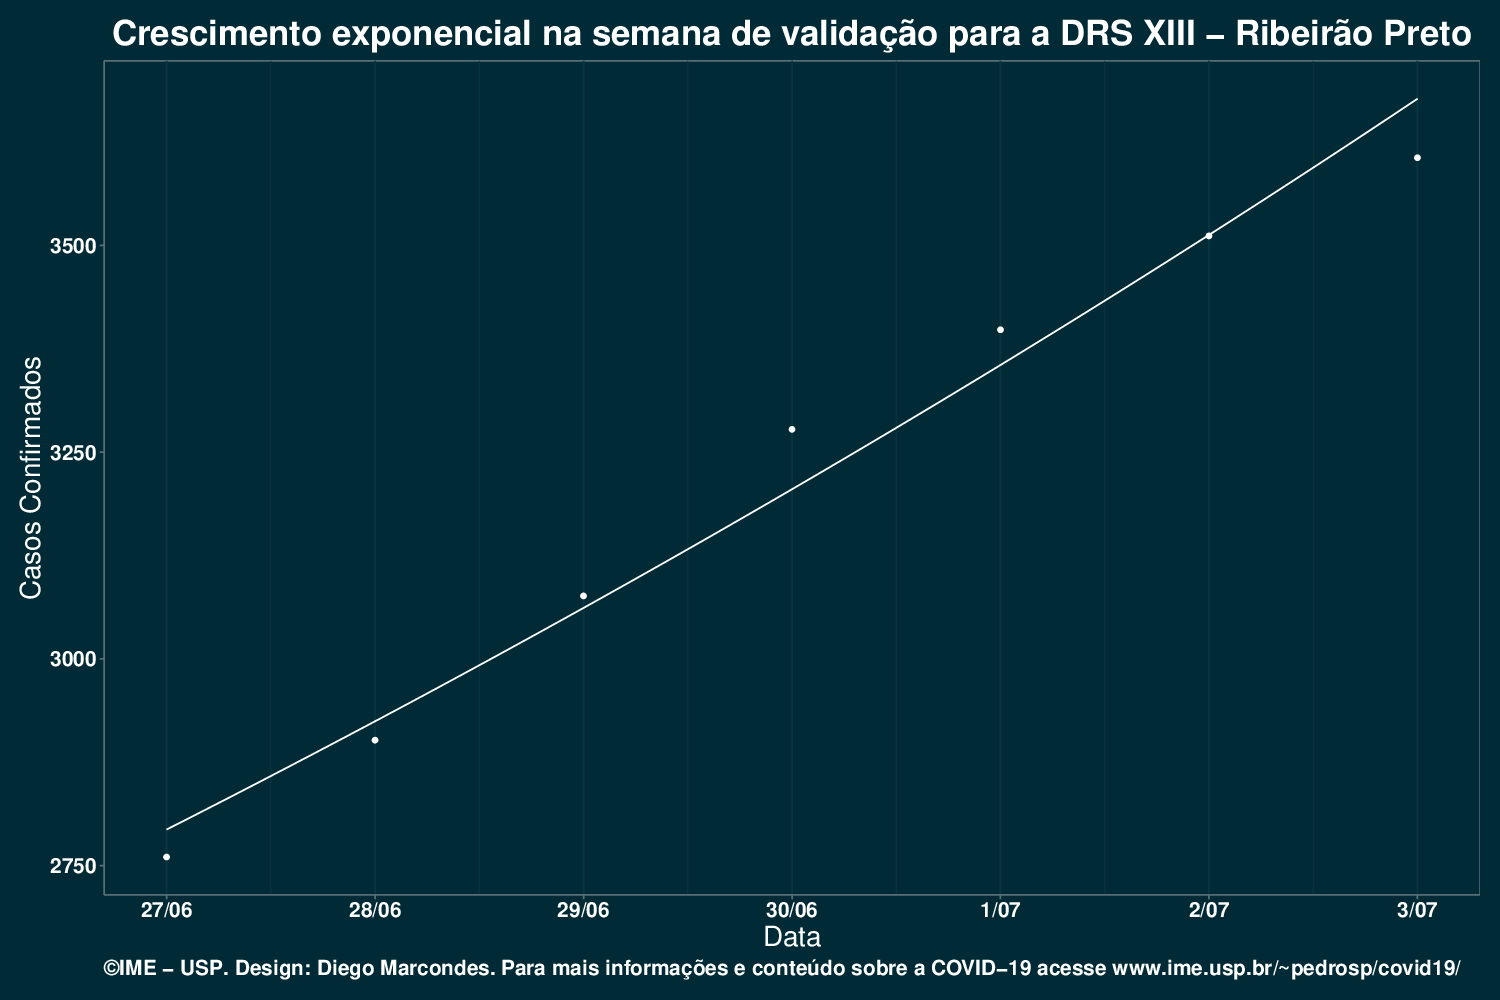 Crescimento exponencial na semana de validação para a DRS XIII – Ribeirão Preto
Casos Confirmados
3500
3250
3000
2750
27/06 28/06 29/06 30/06 1/07 2/07 3/07
Data
©IME – USP. Design: Diego Marcondes. Para mais informações e conteúdo sobre a COVID–19 acesse www.ime.usp.br/~pedrosp/covid19/